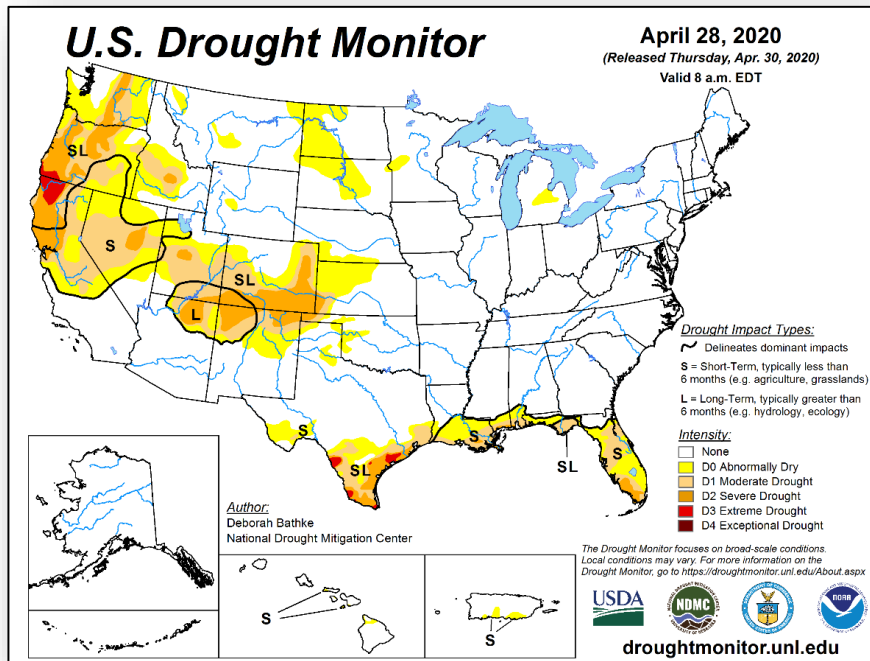 U.S. Drought Monitor
April 28, 2020
(Released Thursday, Apr. 30, 2020)
Valid 8 a.m. EDT
SL
S
SL
L
S
SL
S
SL
S
Drought Impact Types:
Delineates dominant impacts
S = Short-Term, typically less than
6 months (e.g. agriculture, grasslands)
L = Long-Term, typically greater than
6 months (e.g. hydrology, ecology)
Intensity:
None
D0 Abnormally Dry
D1 Moderate Drought
D2 Severe Drought
D3 Extreme Drought
D4 Exceptional Drought
Author:
Deborah Bathke
National Drought Mitigation Center
S
S
The Drought Monitor focuses on broad-scale conditions.
Local conditions may vary. For more information on the
Drought Monitor, go to https://droughtmonitor.unl.edu/About.aspx
USDA
NDMC
NOAA
droughtmonitor.unl.edu